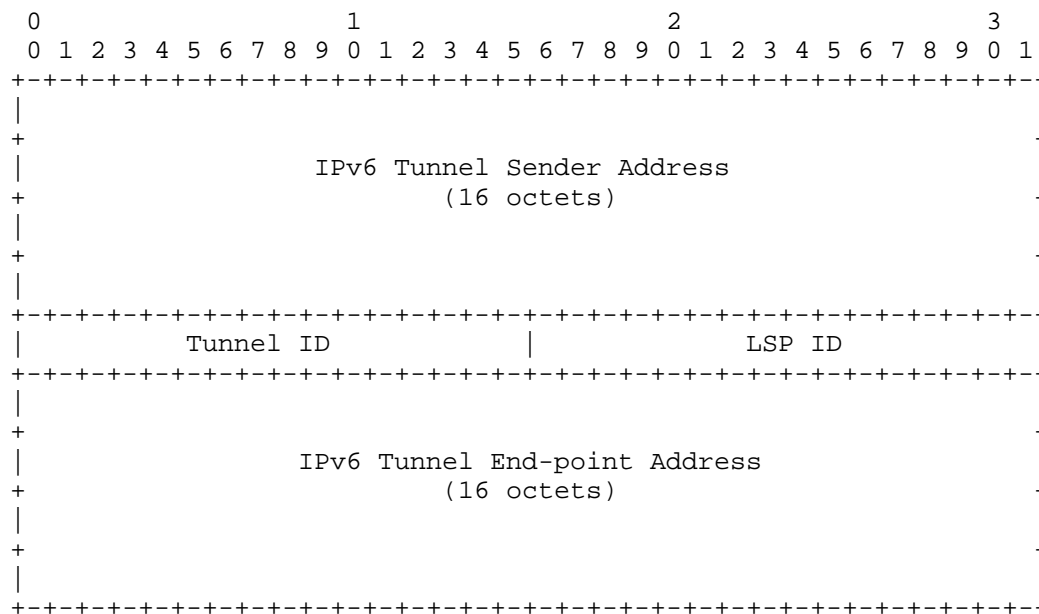 0                   1                   2                   3
 0 1 2 3 4 5 6 7 8 9 0 1 2 3 4 5 6 7 8 9 0 1 2 3 4 5 6 7 8 9 0 1
+-+-+-+-+-+-+-+-+-+-+-+-+-+-+-+-+-+-+-+-+-+-+-+-+-+-+-+-+-+-+-+-
|
+                                                               -
|                  IPv6 Tunnel Sender Address
+                          (16 octets)                          -
|
+                                                               -
|
+-+-+-+-+-+-+-+-+-+-+-+-+-+-+-+-+-+-+-+-+-+-+-+-+-+-+-+-+-+-+-+-
|          Tunnel ID            |             LSP ID
+-+-+-+-+-+-+-+-+-+-+-+-+-+-+-+-+-+-+-+-+-+-+-+-+-+-+-+-+-+-+-+-
|
+                                                               -
|                 IPv6 Tunnel End-point Address
+                          (16 octets)                          -
|
+                                                               -
|
+-+-+-+-+-+-+-+-+-+-+-+-+-+-+-+-+-+-+-+-+-+-+-+-+-+-+-+-+-+-+-+-